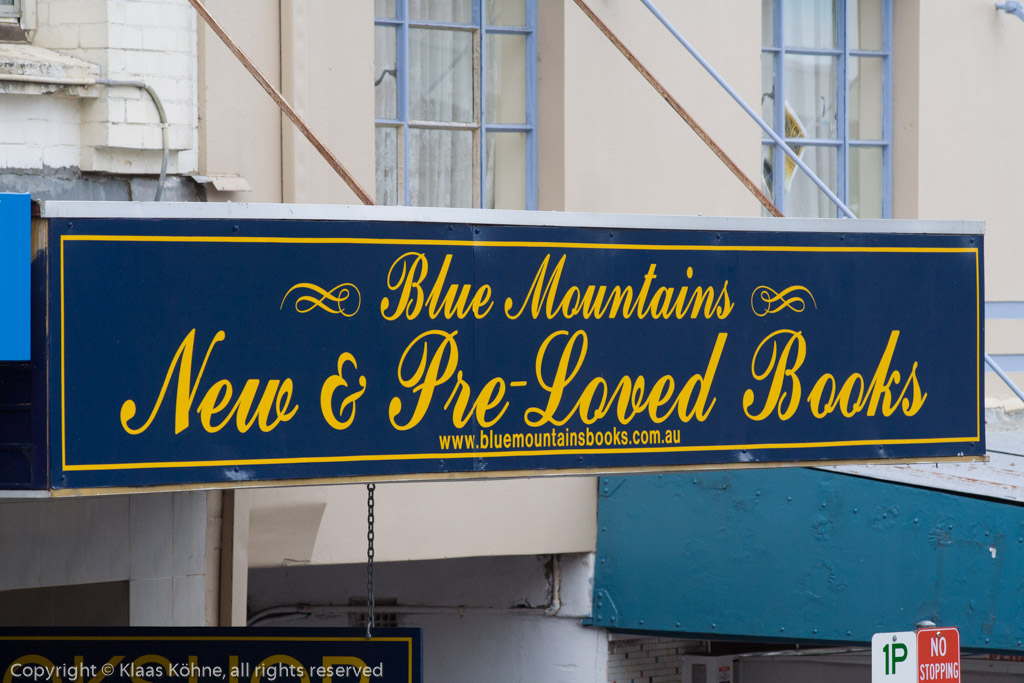 Blue Mountains
New & Pre-Loved Books
www.bluemountainsbooks.com.au
1P
NO
STOPPING
Copyright © Klaas Köhne, all rights reserved